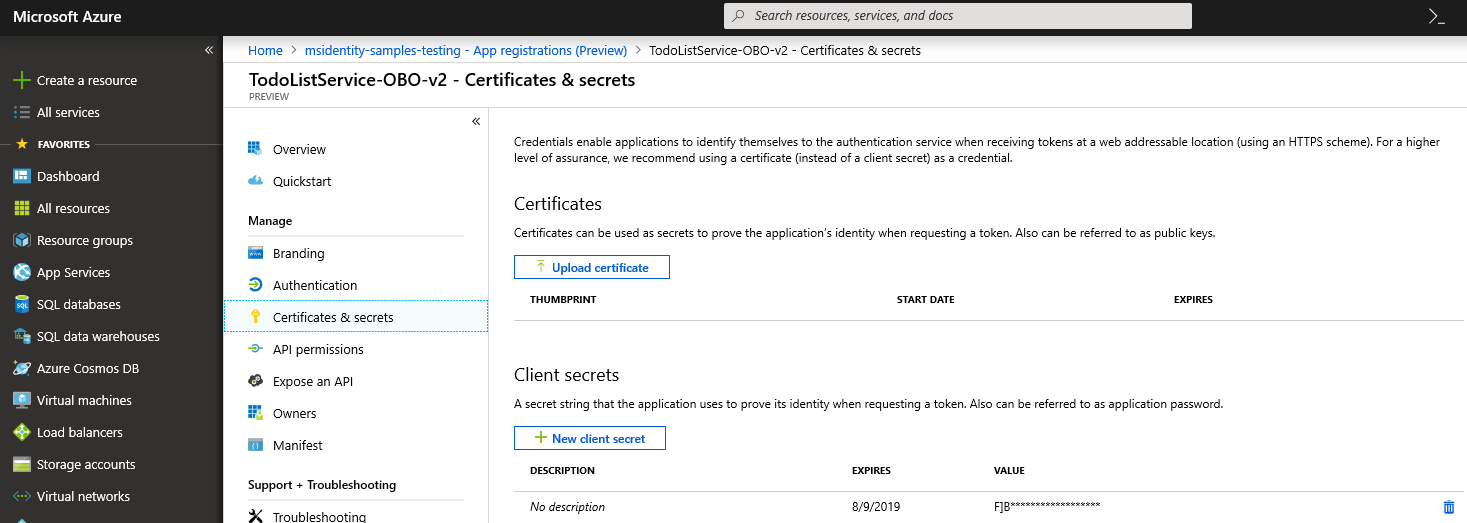 Microsoft Azure
Search resources, services, and docs
Home > msidentity-samples-testing - App registrations (Preview) > TodoListService-OBO-v2 - Certificates & secrets
TodoListService-OBO-v2 - Certificates & secrets
PREVIEW
Create a resource
All services
FAVORITES
Dashboard
All resources
Resource groups
App Services
SQL databases
SQL data warehouses
Azure Cosmos DB
Virtual machines
Load balancers
Storage accounts
Virtual networks
Overview
Quickstart
Manage
Branding
Authentication
Certificates & secrets
API permissions
Expose an API
Owners
Manifest
Support + Troubleshooting
Troubleshooting
Credentials enable applications to identify themselves to the authentication service when receiving tokens at a web addressable location (using an HTTPS scheme). For a higher
level of assurance, we recommend using a certificate (instead of a client secret) as a credential.
Certificates
Certificates can be used as secrets to prove the application's identity when requesting a token. Also can be referred to as public keys.
Upload certificate
THUMBPRINT START DATE EXPIRES
Client secrets
A secret string that the application uses to prove its identity when requesting a token. Also can be referred to as application password.
New client secret
DESCRIPTION EXPIRES VALUE
No description 8/9/2019 F]B******************